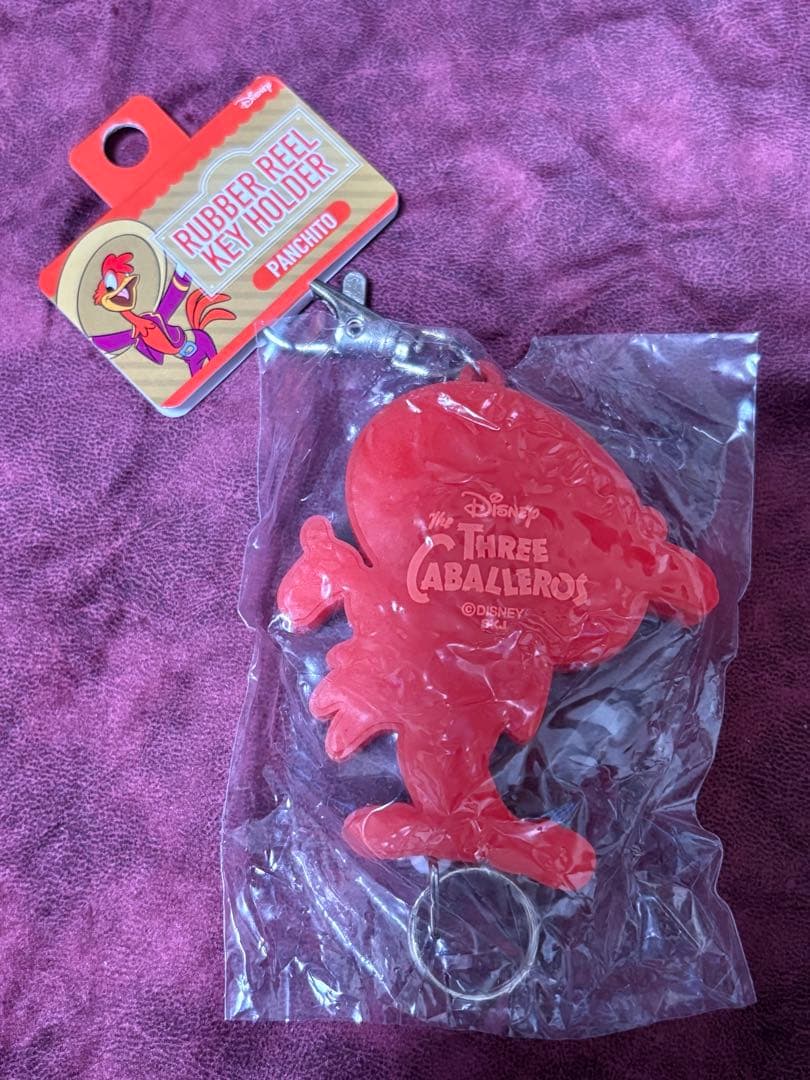 Disney
RUBBER REEL
KEY HOLDER
PANCHITO
Disney
The THREE
CABALLEROS
©DISNEY
S.K.J.